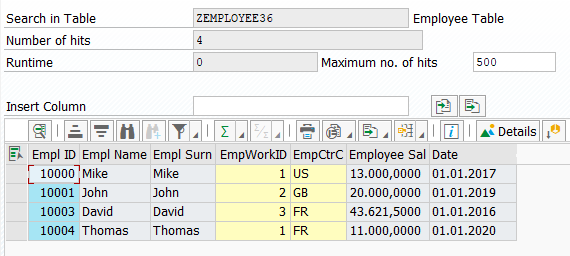 Search in Table ZEMPLOYEE36 Employee Table
Number of hits 4
Runtime 0 Maximum no. of hits 500
Insert Column
Details
Empl ID Empl Name Empl Surn EmpWorkID EmpCtrC Employee Sal Date
10000 Mike Mike 1 US 13.000,0000 01.01.2017
10001 John John 2 GB 20.000,0000 01.01.2019
10003 David David 3 FR 43.621,5000 01.01.2016
10004 Thomas Thomas 1 FR 11.000,0000 01.01.2020